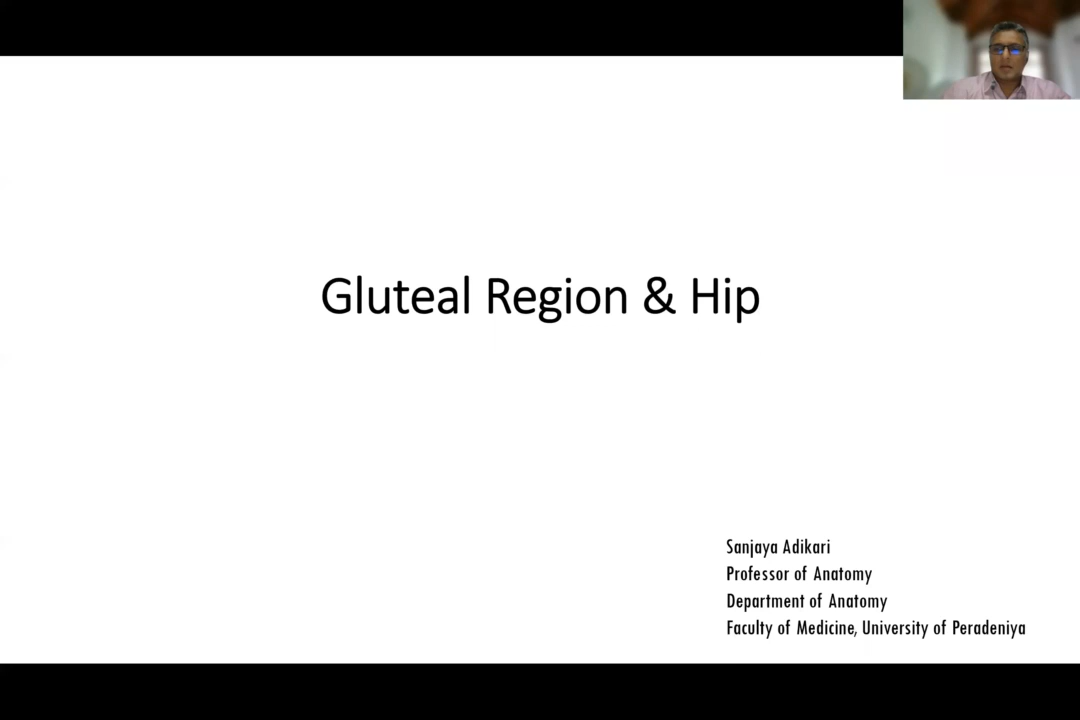 Gluteal Region & Hip
Sanjaya Adikari
Professor of Anatomy
Department of Anatomy
Faculty of Medicine, University of Peradeniya